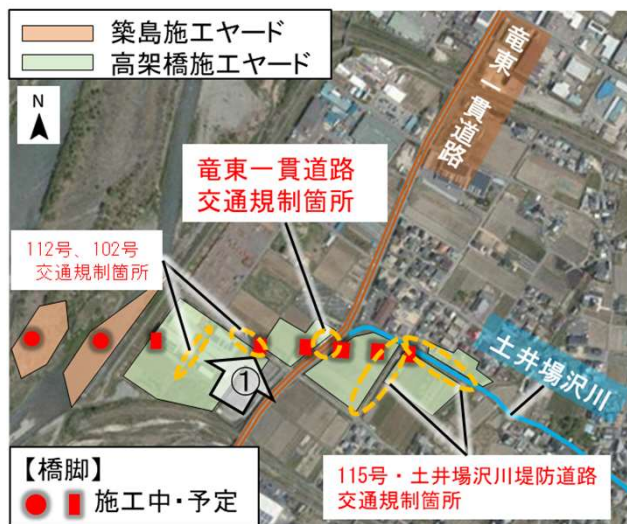 築島施工ヤード
高架橋施工ヤード
N
竜東一貫道路
竜東一貫道路
交通規制箇所
112号、102号
交通規制箇所
①
土井場沢川
115号・土井場沢川堤防道路
交通規制箇所
【橋脚】
施工中・予定